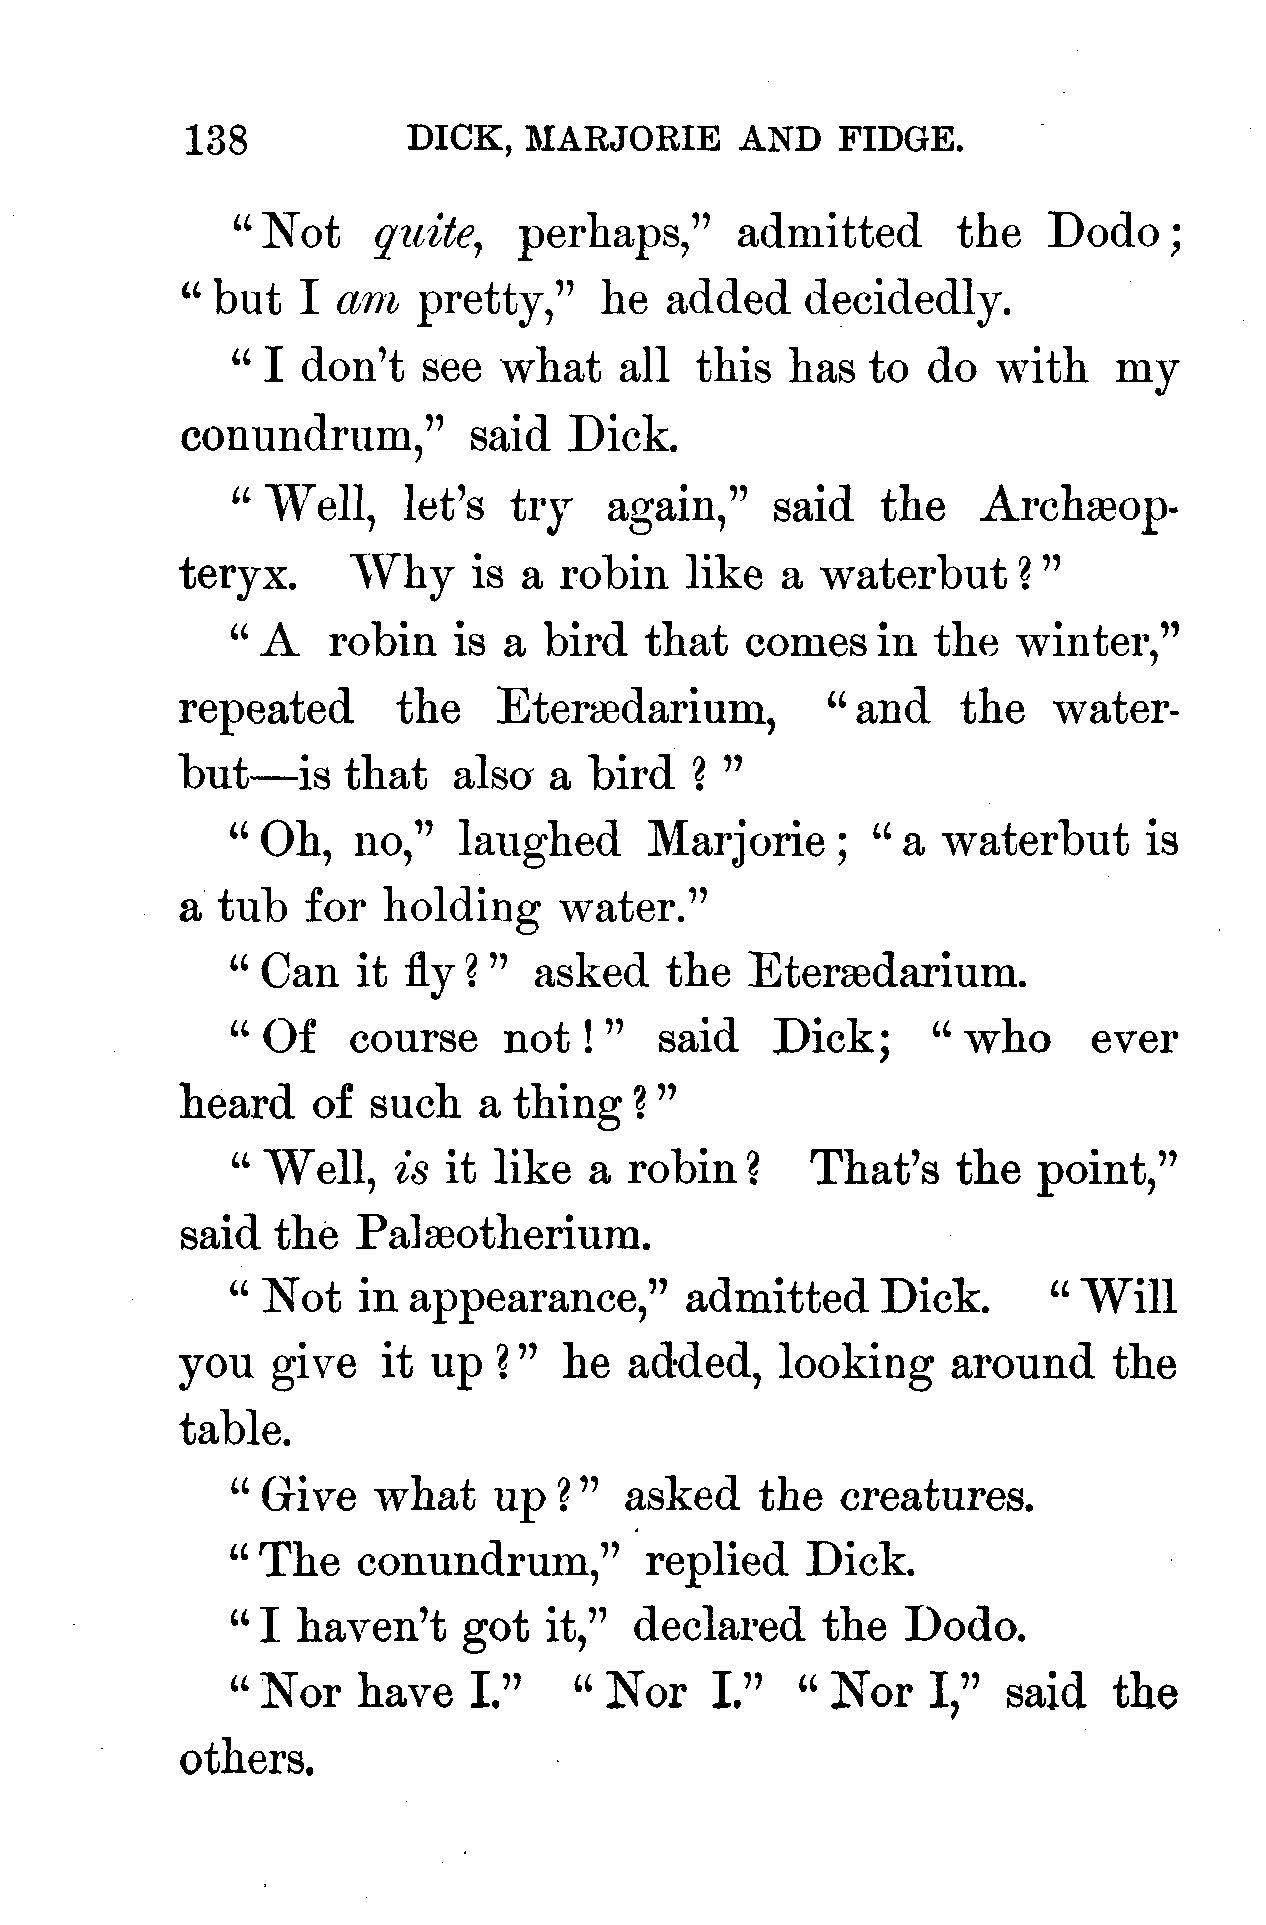 138 DICK, MARJORIE AND FIDGE.
“Not quite, perhaps,” admitted the Dodo;
“but I am pretty,” he added decidedly.
“I don’t see what all this has to do with my
conundrum,” said Dick.
“Well, let’s try again,” said the Archæop-
teryx. Why is a robin like a waterbut?”
“A robin is a bird that comes in the winter,”
repeated the Eterædarium, “and the water-
but—is that also a bird?”
“Oh, no,” laughed Marjorie; “a waterbut is
a tub for holding water.”
“Can it fly?” asked the Eterædarium.
“Of course not!” said Dick; “who ever
heard of such a thing?”
“Well, is it like a robin? That’s the point,”
said the Palæotherium.
“Not in appearance,” admitted Dick. “Will
you give it up?” he added, looking around the
table.
“Give what up?” asked the creatures.
“The conundrum,” replied Dick.
“I haven’t got it,” declared the Dodo.
“Nor have I.” “Nor I.” “Nor I,” said the
others.